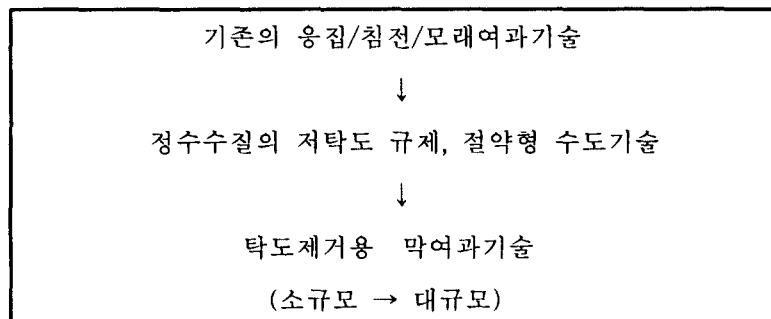 기존의 응집/침전/모래여과기술
↓
정수수질의 저탁도 규제, 절약형 수도기술
↓
탁도제거용 막여과기술
(소규모 → 대규모)